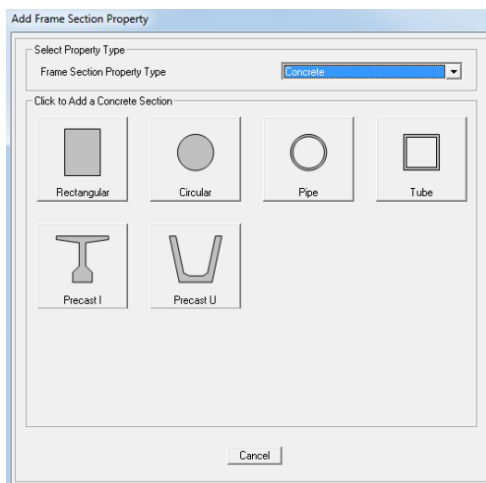 Add Frame Section Property
Select Property Type
Frame Section Property Type
Concrete
Click to Add a Concrete Section
Rectangular
Circular
Pipe
Tube
Precast I
Precast U
Cancel